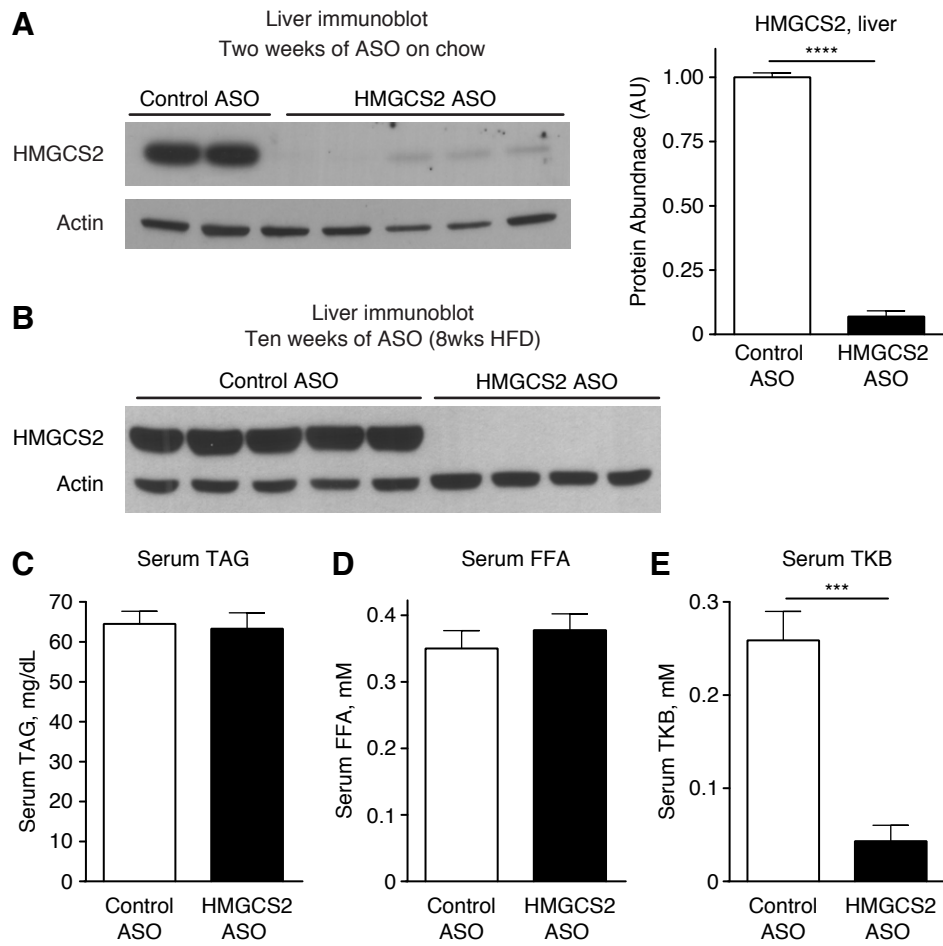 A
Liver immunoblot
Two weeks of ASO on chow
Control ASO
HMGCS2 ASO
HMGCS2
Actin
HMGCS2, liver
****
Protein Abundnace (AU)
1.00
0.75
0.50
0.25
0
Control
ASO
HMGCS2
ASO
B
Liver immunoblot
Ten weeks of ASO (8wks HFD)
Control ASO
HMGCS2 ASO
HMGCS2
Actin
C
Serum TAG
Serum TAG, mg/dL
70
60
50
40
30
20
10
0
Control
ASO
HMGCS2
ASO
D
Serum FFA
Serum FFA, mM
0.4
0.3
0.2
0.1
0
Control
ASO
HMGCS2
ASO
E
Serum TKB
***
Serum TKB, mM
0.3
0.2
0.1
0
Control
ASO
HMGCS2
ASO